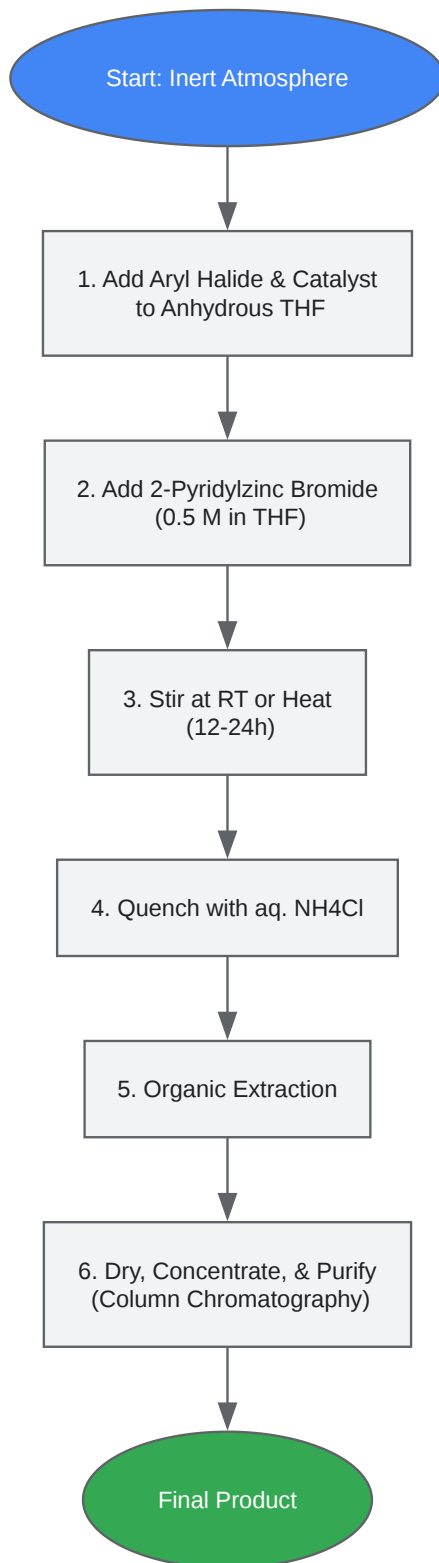 Start: Inert Atmosphere
1. Add Aryl Halide & Catalyst
to Anhydrous THF
2. Add 2-Pyridylzinc Bromide
(0.5 M in THF)
3. Stir at RT or Heat
(12-24h)
4. Quench with aq. NH4Cl
5. Organic Extraction
6. Dry, Concentrate, & Purify
(Column Chromatography)
Final Product